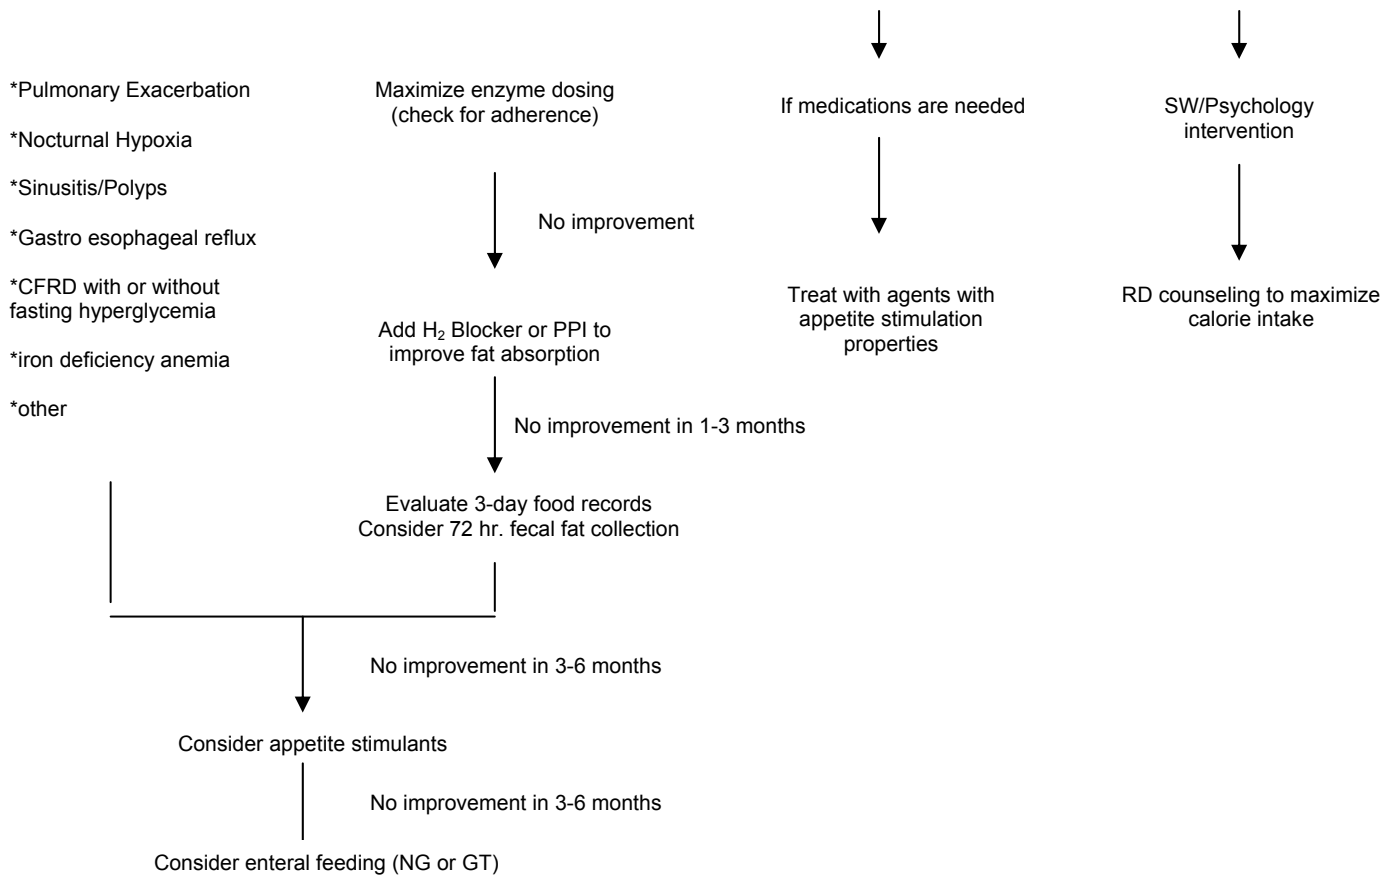 *Pulmonary Exacerbation
*Nocturnal Hypoxia
*Sinusitis/Polyps
*Gastro esophageal reflux
*CFRD with or without
fasting hyperglycemia
*iron deficiency anemia
*other
Maximize enzyme dosing
(check for adherence)
No improvement
Add H₂ Blocker or PPI to
improve fat absorption
No improvement in 1-3 months
Evaluate 3-day food records
Consider 72 hr. fecal fat collection
If medications are needed
Treat with agents with
appetite stimulation
properties
SW/Psychology
intervention
RD counseling to maximize
calorie intake
No improvement in 3-6 months
Consider appetite stimulants
No improvement in 3-6 months
Consider enteral feeding (NG or GT)